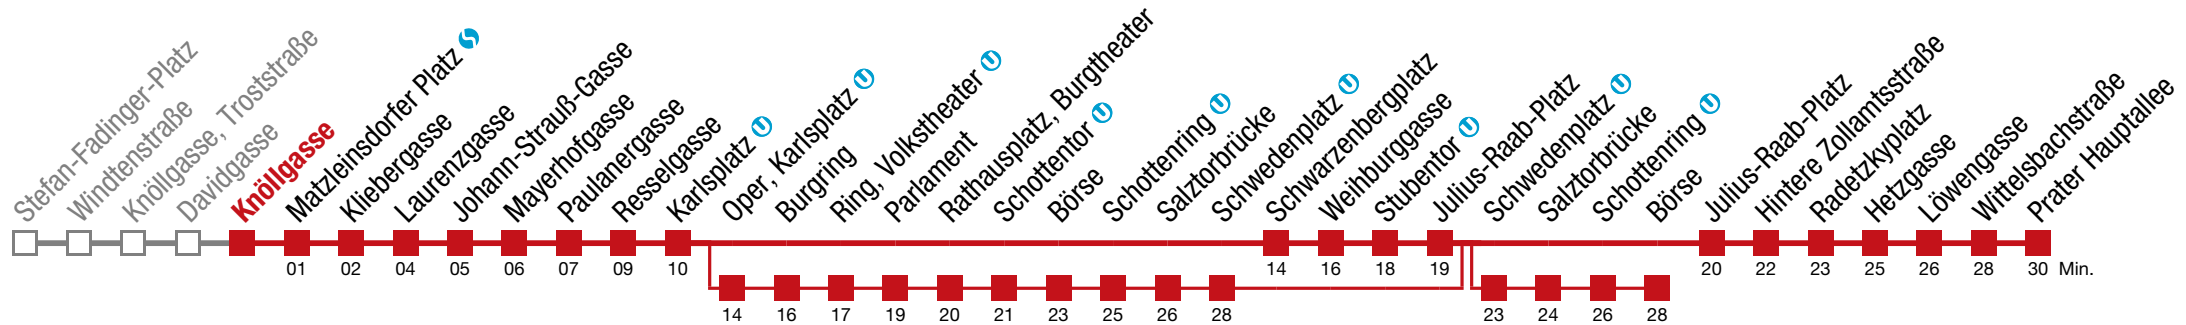 Stefan-Fadinger-Platz
Windtenstraße
Knöllgasse, Troststraße
Davidgasse
Knöllgasse
Matzleinsdorfer Platz
Kliebergasse
Laurenzgasse
Johann-Strauß-Gasse
Mayerhofgasse
Paulanergasse
Resselgasse
Karlsplatz U
Oper, Karlsplatz U
Burgring
Ring, Volkstheater U
Parlament
Rathausplatz, Burgtheater
Schottentor U
Börse
Schottenring U
Salztorbrücke
Schwedenplatz U
Schwarzenbergplatz
Weihburggasse
Stubentor U
Julius-Raab-Platz
Schwedenplatz U
Salztorbrücke
Schottenring U
Börse
Julius-Raab-Platz
Hintere Zollamtsstraße
Radetzkyplatz
Hetzgasse
Löwengasse
Wittelsbachstraße
Prater Hauptallee
01 02 04 05 06 07 09 10 14 16 18 19 20 22 23 25 26 28 30 Min.
14 16 17 19 20 21 23 25 26 28 23 24 26 28